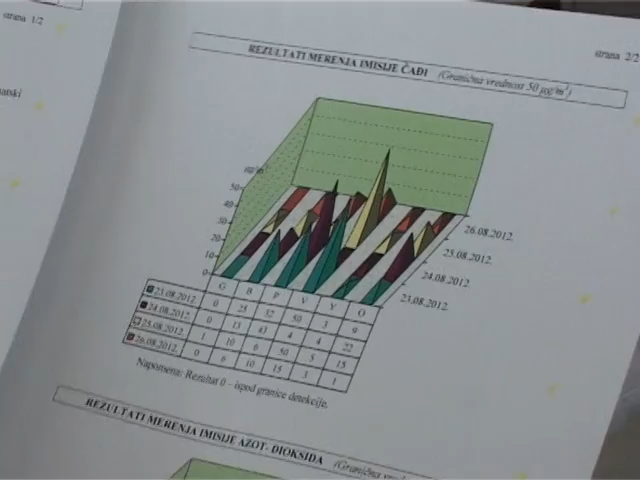 strana 1/2
strana 2/2
REZULTATI MERENJA IMISIJE ČAĐI (Granična vrednost 50 µg/m³)
µg/m³
50
40
30
20
10
0
26.08.2012.
25.08.2012.
24.08.2012.
23.08.2012.
G B P V Y O
23.08.2012. 0 25 32 50 3 9
24.08.2012. 0 13 43 4 4 22
25.08.2012. 1 10 6 50 5 15
26.08.2012. 0 6 10 15 3 1
Napomena: Rezultat 0 - ispod granice detekcije.
REZULTATI MERENJA IMISIJE AZOT- DIOKSIDA (Granična